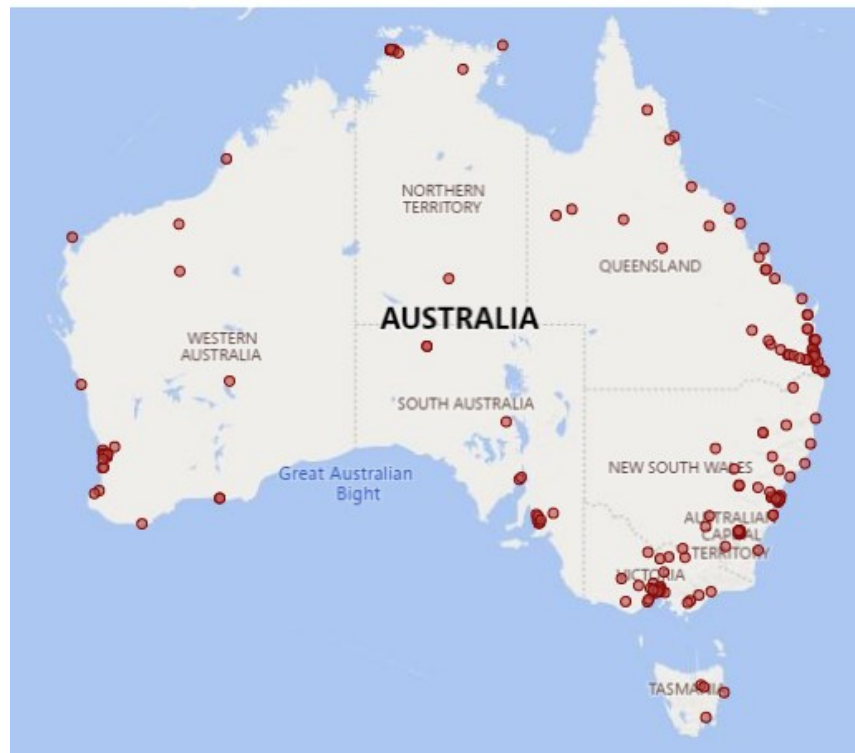 NORTHERN
TERRITORY
QUEENSLAND
AUSTRALIA
WESTERN
AUSTRALIA
SOUTH AUSTRALIA
Great Australian
Bight
NEW SOUTH WALES
AUSTRALIAN
CAPITAL
TERRITORY
VICTORIA
TASMANIA